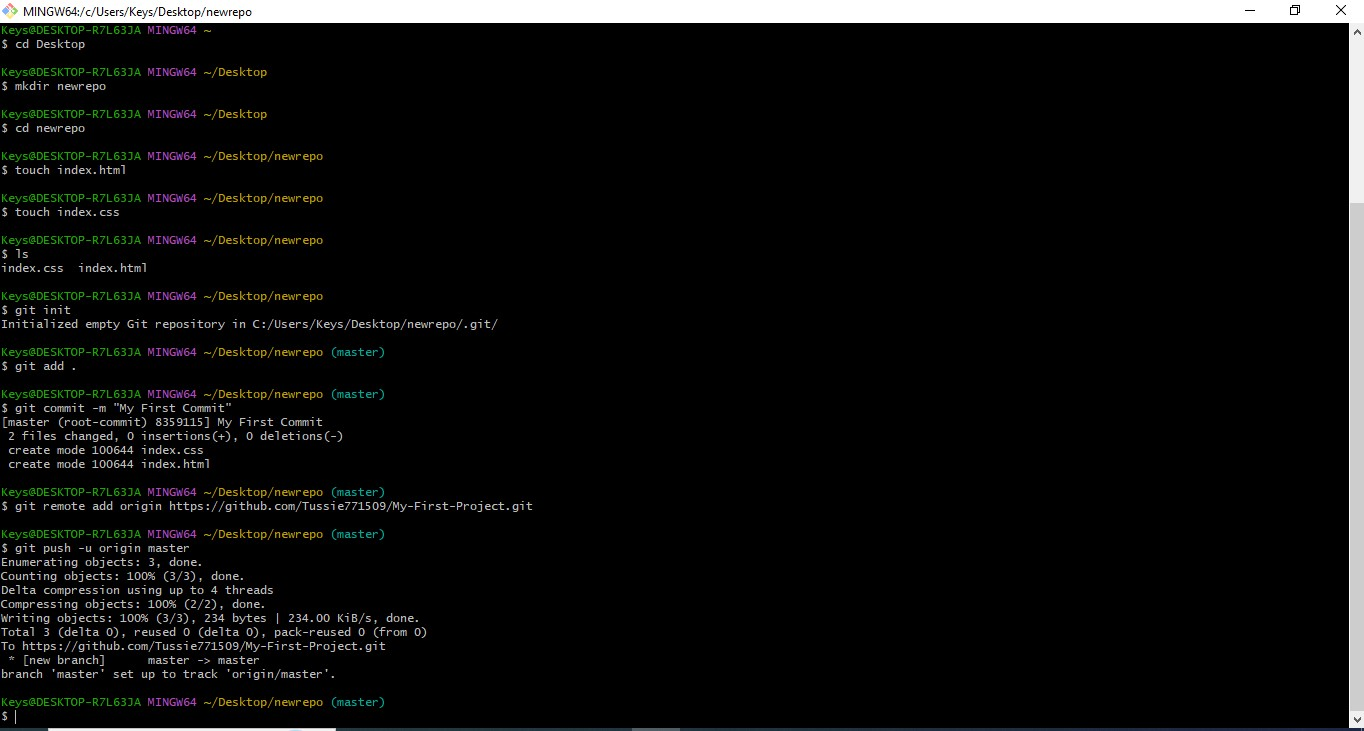 MINGW64:/c/Users/Keys/Desktop/newrepo
Keys@DESKTOP-R7L63JA MINGW64 ~
$ cd Desktop
Keys@DESKTOP-R7L63JA MINGW64 ~/Desktop
$ mkdir newrepo
Keys@DESKTOP-R7L63JA MINGW64 ~/Desktop
$ cd newrepo
Keys@DESKTOP-R7L63JA MINGW64 ~/Desktop/newrepo
$ touch index.html
Keys@DESKTOP-R7L63JA MINGW64 ~/Desktop/newrepo
$ touch index.css
Keys@DESKTOP-R7L63JA MINGW64 ~/Desktop/newrepo
$ ls
index.css  index.html
Keys@DESKTOP-R7L63JA MINGW64 ~/Desktop/newrepo
$ git init
Initialized empty Git repository in C:/Users/Keys/Desktop/newrepo/.git/
Keys@DESKTOP-R7L63JA MINGW64 ~/Desktop/newrepo (master)
$ git add .
Keys@DESKTOP-R7L63JA MINGW64 ~/Desktop/newrepo (master)
$ git commit -m "My First Commit"
[master (root-commit) 8359115] My First Commit
 2 files changed, 0 insertions(+), 0 deletions(-)
 create mode 100644 index.css
 create mode 100644 index.html
Keys@DESKTOP-R7L63JA MINGW64 ~/Desktop/newrepo (master)
$ git remote add origin https://github.com/Tussie771509/My-First-Project.git
Keys@DESKTOP-R7L63JA MINGW64 ~/Desktop/newrepo (master)
$ git push -u origin master
Enumerating objects: 3, done.
Counting objects: 100% (3/3), done.
Delta compression using up to 4 threads
Compressing objects: 100% (2/2), done.
Writing objects: 100% (3/3), 234 bytes | 234.00 KiB/s, done.
Total 3 (delta 0), reused 0 (delta 0), pack-reused 0 (from 0)
To https://github.com/Tussie771509/My-First-Project.git
 * [new branch]      master -> master
branch 'master' set up to track 'origin/master'.
Keys@DESKTOP-R7L63JA MINGW64 ~/Desktop/newrepo (master)
$